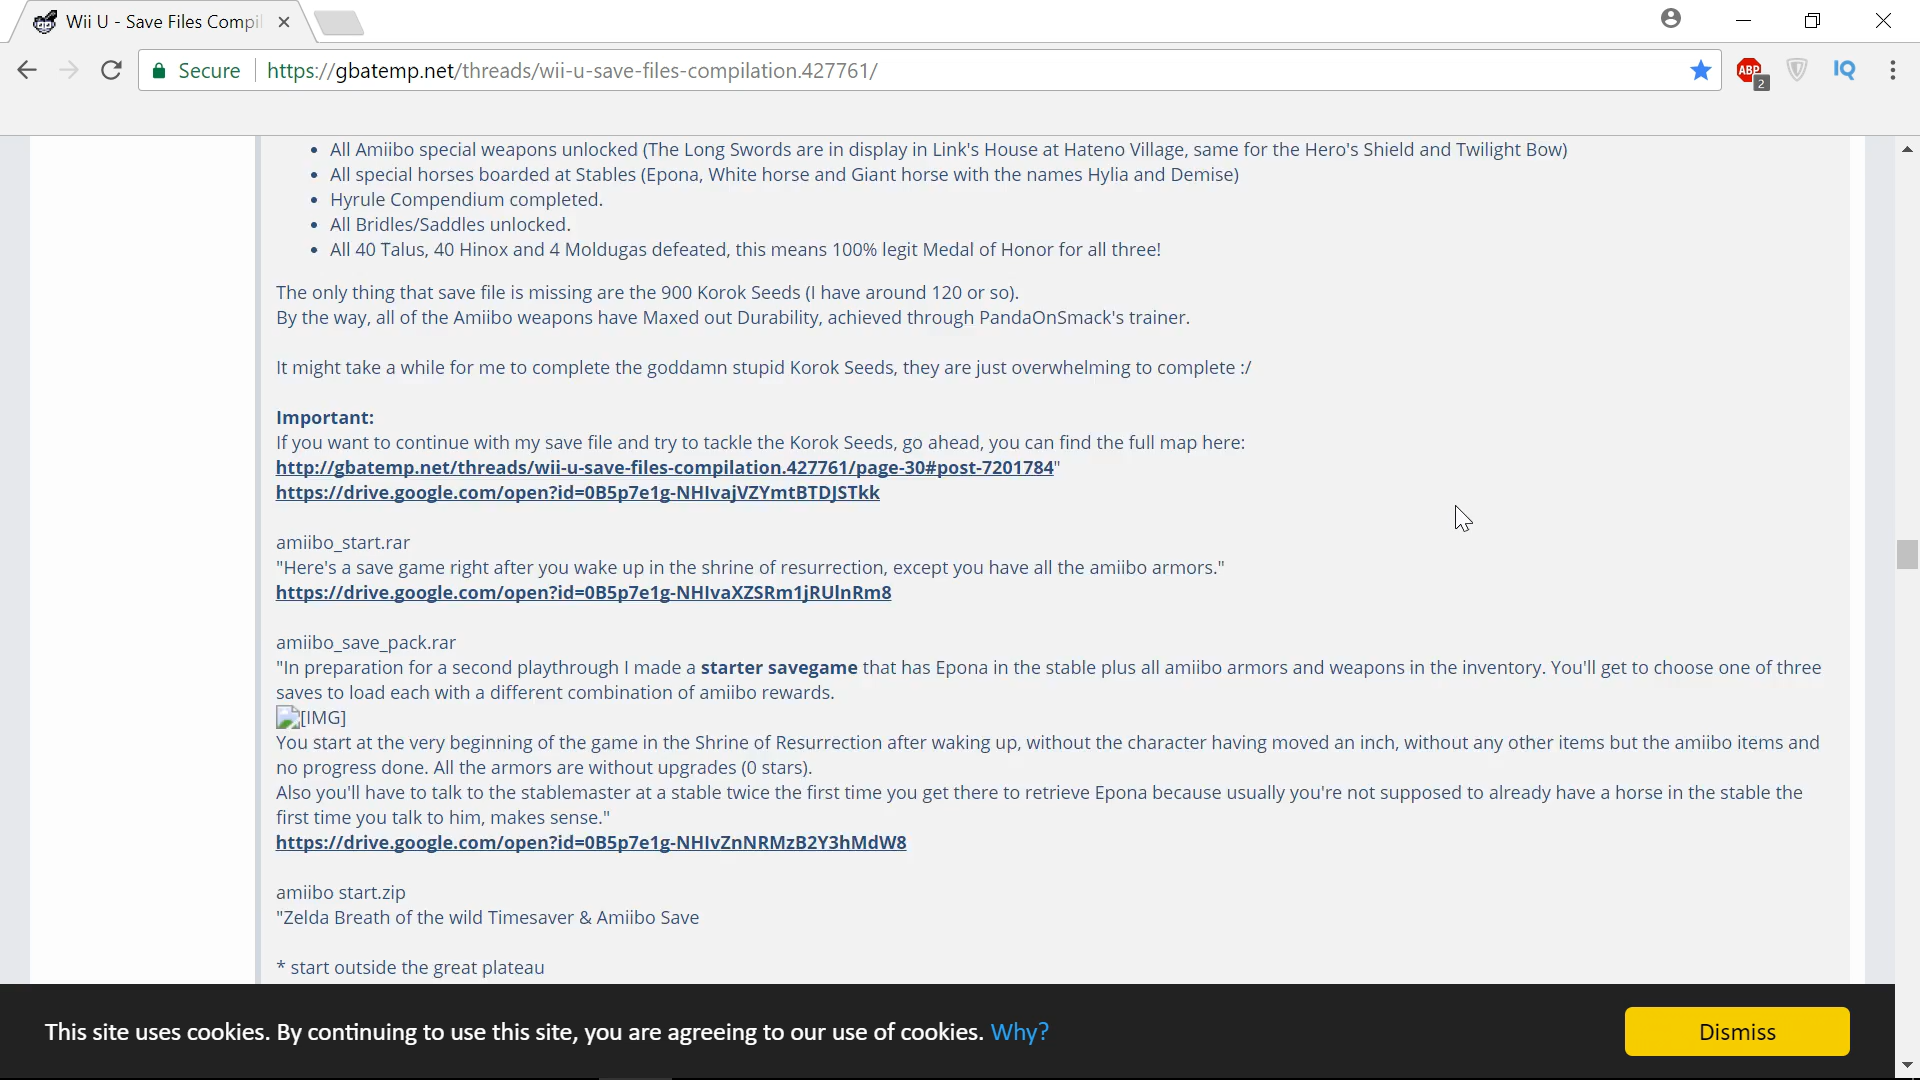 Wii U - Save Files Compil
Secure
https://gbatemp.net/threads/wii-u-save-files-compilation.427761/
ABP
2
IQ
• All Amiibo special weapons unlocked (The Long Swords are in display in Link's House at Hateno Village, same for the Hero's Shield and Twilight Bow)
• All special horses boarded at Stables (Epona, White horse and Giant horse with the names Hylia and Demise)
• Hyrule Compendium completed.
• All Bridles/Saddles unlocked.
• All 40 Talus, 40 Hinox and 4 Moldugas defeated, this means 100% legit Medal of Honor for all three!
The only thing that save file is missing are the 900 Korok Seeds (I have around 120 or so).
By the way, all of the Amiibo weapons have Maxed out Durability, achieved through PandaOnSmack's trainer.
It might take a while for me to complete the goddamn stupid Korok Seeds, they are just overwhelming to complete :/
Important:
If you want to continue with my save file and try to tackle the Korok Seeds, go ahead, you can find the full map here:
http://gbatemp.net/threads/wii-u-save-files-compilation.427761/page-30#post-7201784"
https://drive.google.com/open?id=0B5p7e1g-NHIvajVZYmtBTDJSTkk
amiibo_start.rar
"Here's a save game right after you wake up in the shrine of resurrection, except you have all the amiibo armors."
https://drive.google.com/open?id=0B5p7e1g-NHIvaXZSRm1jRUlnRm8
amiibo_save_pack.rar
"In preparation for a second playthrough I made a starter savegame that has Epona in the stable plus all amiibo armors and weapons in the inventory. You'll get to choose one of three
saves to load each with a different combination of amiibo rewards.
[IMG]
You start at the very beginning of the game in the Shrine of Resurrection after waking up, without the character having moved an inch, without any other items but the amiibo items and
no progress done. All the armors are without upgrades (0 stars).
Also you'll have to talk to the stablemaster at a stable twice the first time you get there to retrieve Epona because usually you're not supposed to already have a horse in the stable the
first time you talk to him, makes sense."
https://drive.google.com/open?id=0B5p7e1g-NHIvZnNRMzB2Y3hMdW8
amiibo start.zip
"Zelda Breath of the wild Timesaver & Amiibo Save
* start outside the great plateau
This site uses cookies. By continuing to use this site, you are agreeing to our use of cookies. Why?
Dismiss